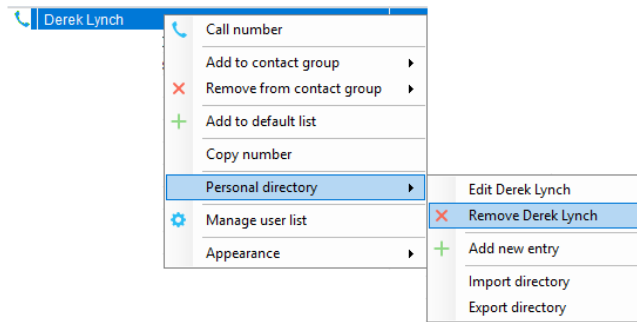 Derek Lynch
Call number
Add to contact group
Remove from contact group
Add to default list
Copy number
Personal directory
Manage user list
Appearance
Edit Derek Lynch
Remove Derek Lynch
Add new entry
Import directory
Export directory